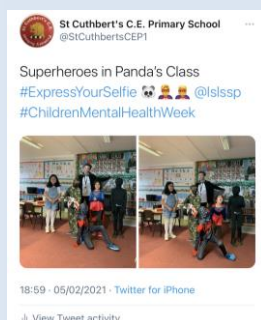 St Cuthbert's C.E. Primary School
@StCuthbertsCEP1
Superheroes in Panda's Class
#ExpressYourSelfie 🐼🦸🦸 @lslssp
#ChildrenMentalHealthWeek
18:59 · 05/02/2021 · Twitter for iPhone
View Tweet activity